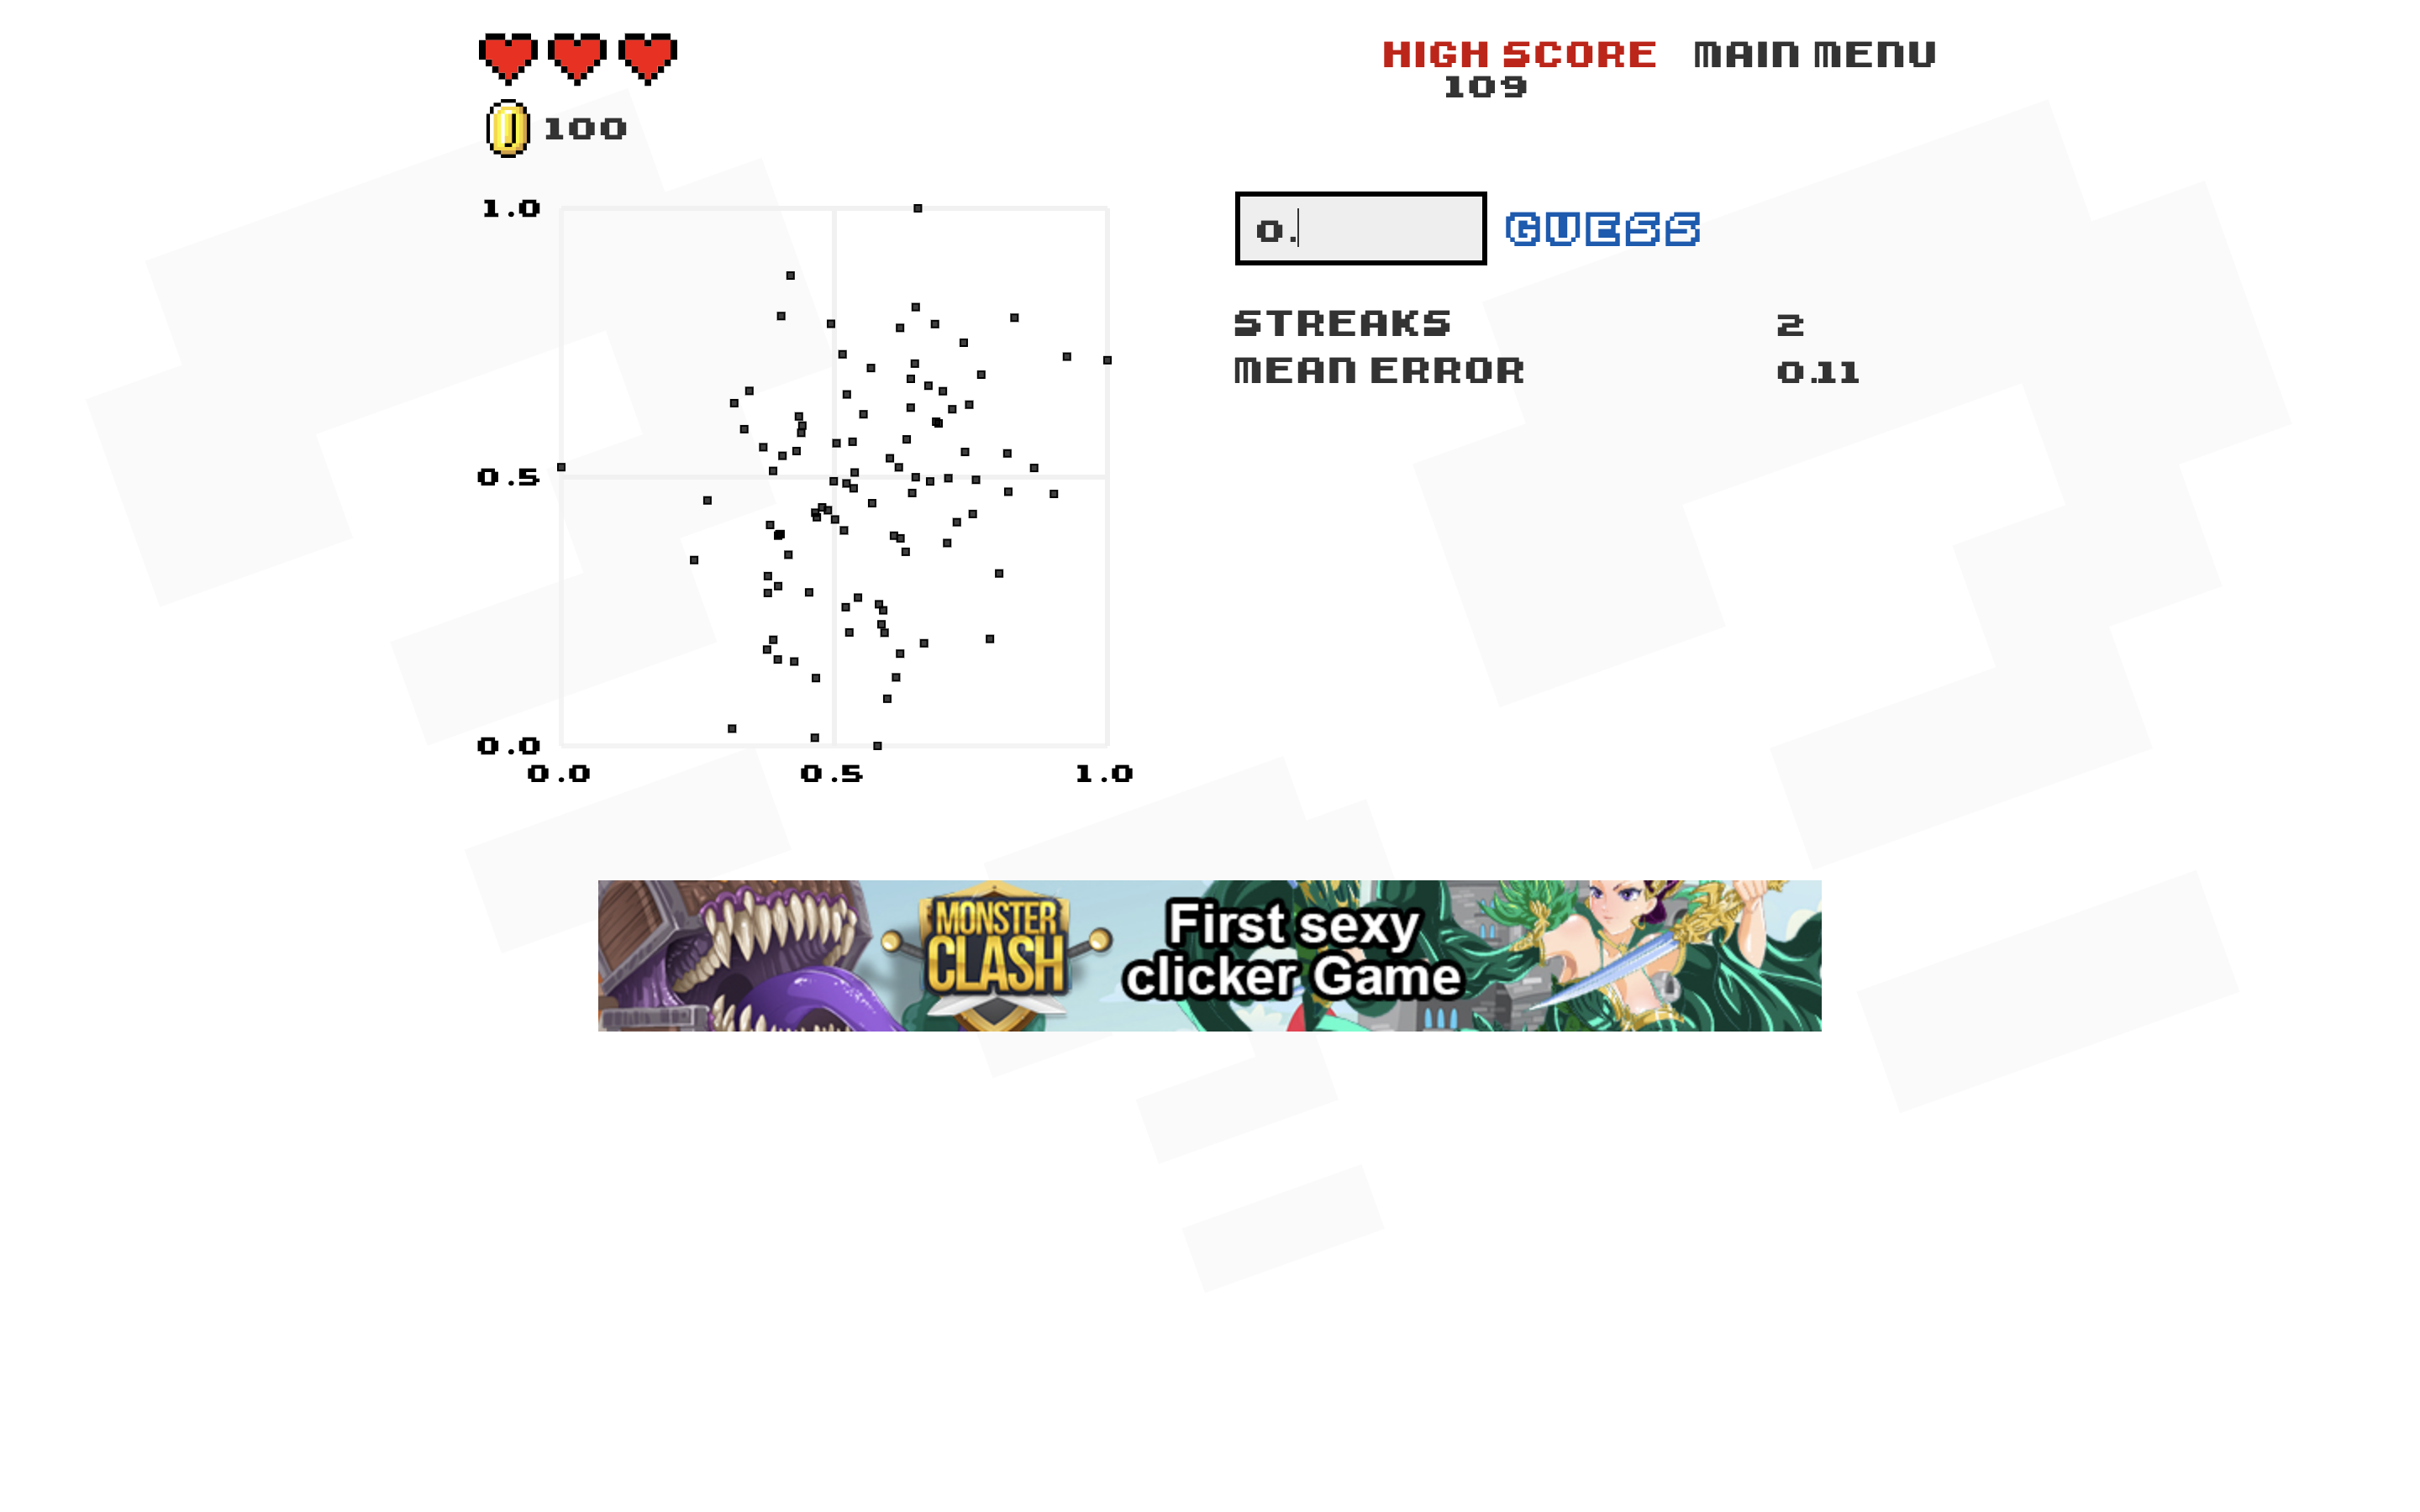 HIGH SCORE MAIN MENU
109
100
1.0
0.5
0.0
0.0 0.5 1.0
0. GUESS
STREAKS 2
MEAN ERROR 0.11
MONSTER
CLASH
First sexy
clicker Game